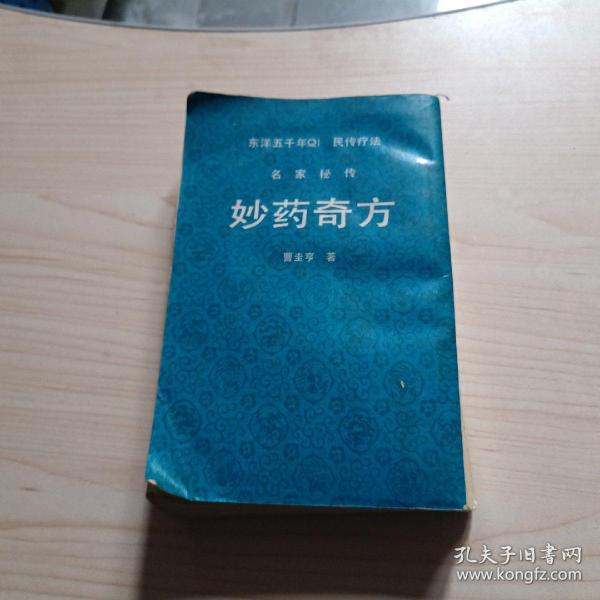 东洋五千年의 民传疗法
名家秘传
妙药奇方
曹圭亨 著
孔夫子旧书网
www.kongfz.com